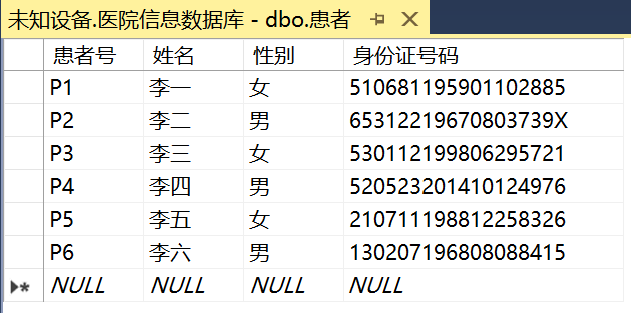 未知设备.医院信息数据库 - dbo.患者
患者号 姓名 性别 身份证号码
P1 李一 女 510681195901102885
P2 李二 男 65312219670803739X
P3 李三 女 530112199806295721
P4 李四 男 520523201410124976
P5 李五 女 210711198812258326
P6 李六 男 130207196808088415
NULL NULL NULL NULL